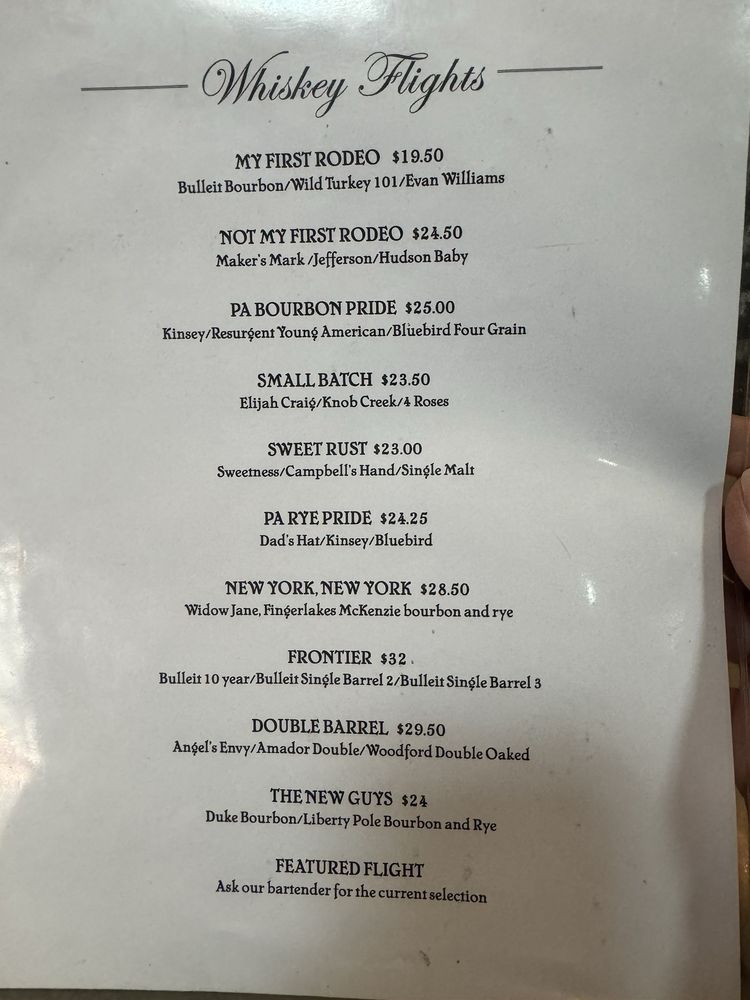 Whiskey Flights
MY FIRST RODEO $19.50
Bulleit Bourbon/Wild Turkey 101/Evan Williams
NOT MY FIRST RODEO $24.50
Maker's Mark /Jefferson/Hudson Baby
PA BOURBON PRIDE $25.00
Kinsey/Resurgent Young American/Bluebird Four Grain
SMALL BATCH $23.50
Elijah Craig/Knob Creek/4 Roses
SWEET RUST $23.00
Sweetness/Campbell's Hand/Single Malt
PA RYE PRIDE $24.25
Dad's Hat/Kinsey/Bluebird
NEW YORK, NEW YORK $28.50
Widow Jane, Fingerlakes McKenzie bourbon and rye
FRONTIER $32
Bulleit 10 year/Bulleit Single Barrel 2/Bulleit Single Barrel 3
DOUBLE BARREL $29.50
Angel's Envy/Amador Double/Woodford Double Oaked
THE NEW GUYS $24
Duke Bourbon/Liberty Pole Bourbon and Rye
FEATURED FLIGHT
Ask our bartender for the current selection